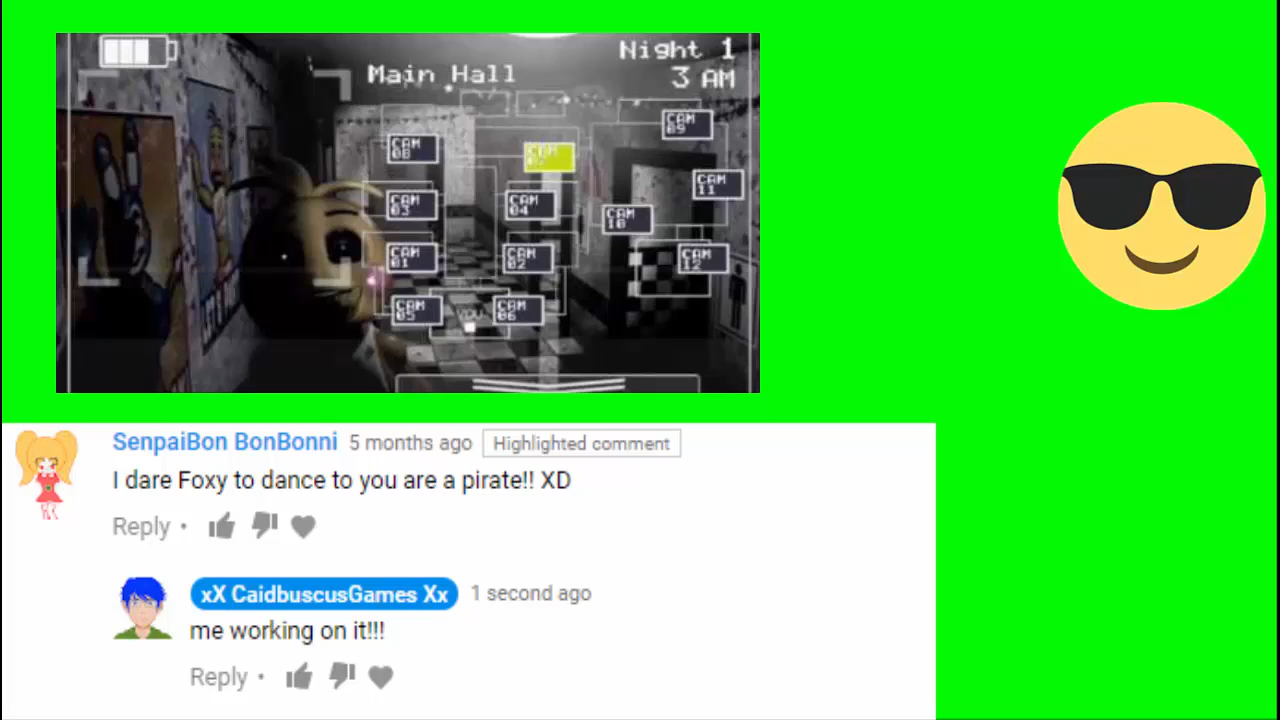 Night 1
3 AM
Main Hall
CAM
09
CAM
08
CAM
CAM
11
CAM
03
CAM
04
CAM
10
CAM
01
CAM
02
CAM
12
CAM
05
YOU
CAM
06
SenpaiBon BonBonni 5 months ago Highlighted comment
I dare Foxy to dance to you are a pirate!! XD
Reply •
xX CaidbuscusGames Xx 1 second ago
me working on it!!!
Reply •